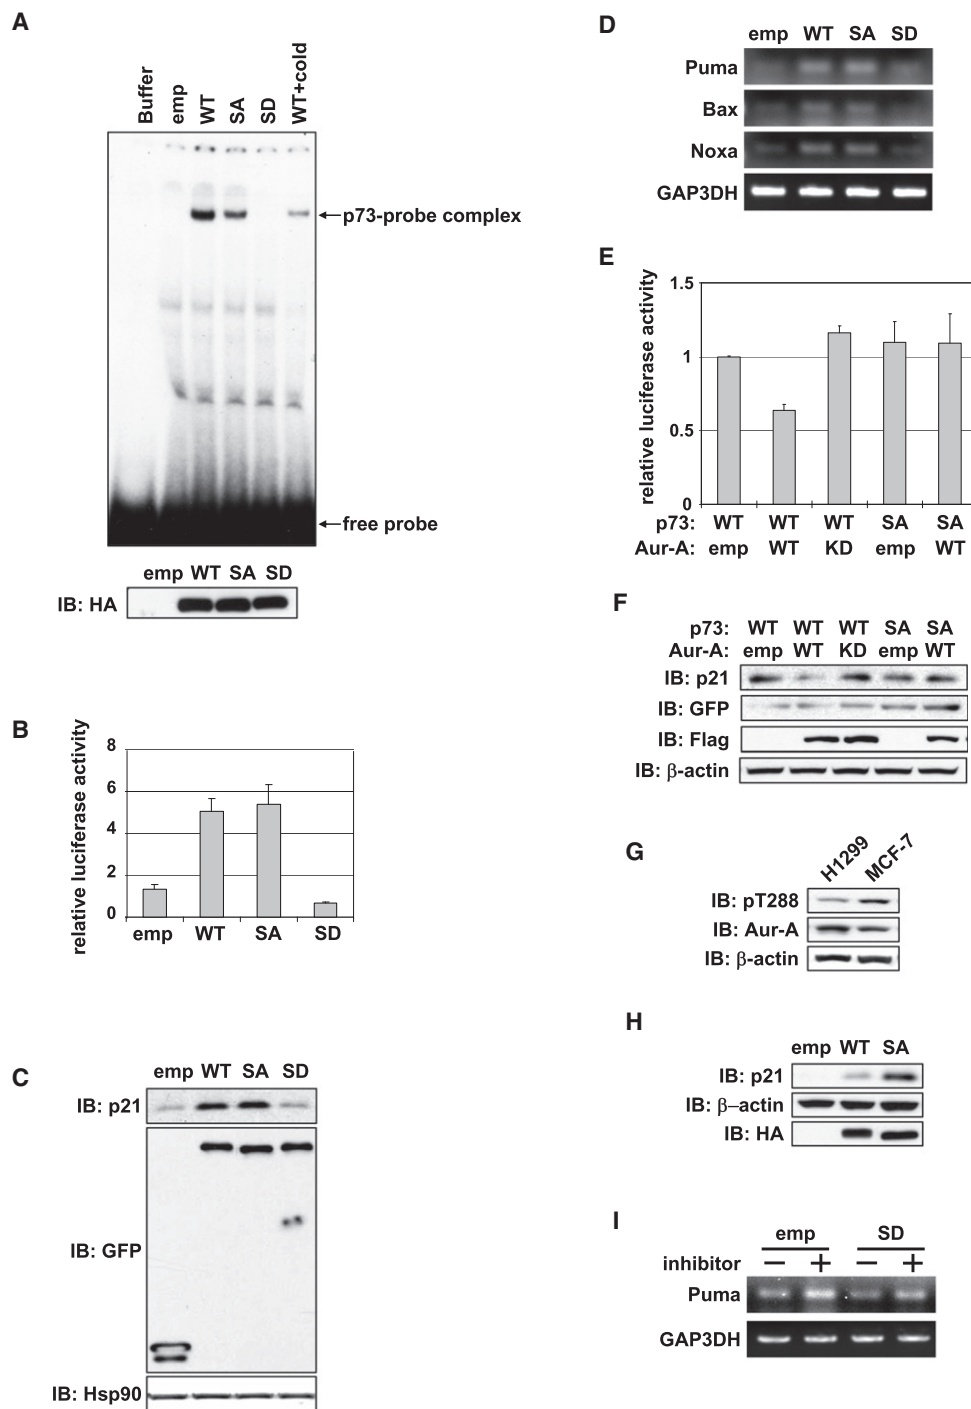 A
Buffer
emp
WT
SA
SD
WT+cold
p73-probe complex
free probe
emp WT SA SD
IB: HA
B
relative luciferase activity
8
6
4
2
0
emp WT SA SD
C
emp WT SA SD
IB: p21
IB: GFP
IB: Hsp90
D
emp WT SA SD
Puma
Bax
Noxa
GAP3DH
E
relative luciferase activity
1.5
1
0.5
0
p73: WT WT WT SA SA
Aur-A: emp WT KD emp WT
F
p73: WT WT WT SA SA
Aur-A: emp WT KD emp WT
IB: p21
IB: GFP
IB: Flag
IB: β-actin
G
H1299
MCF-7
IB: pT288
IB: Aur-A
IB: β-actin
H
emp WT SA
IB: p21
IB: β–actin
IB: HA
I
emp SD
inhibitor − + − +
Puma
GAP3DH